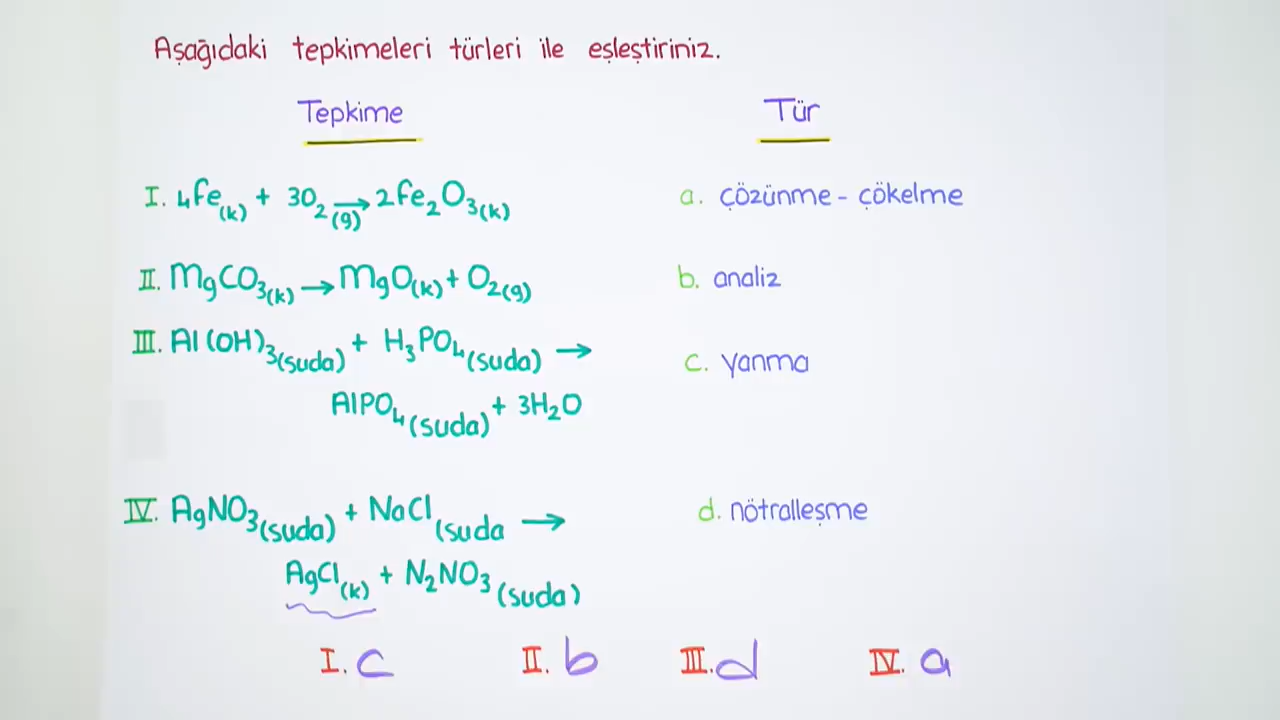 Aşağıdaki tepkimeleri türleri ile eşleştiriniz.
Tepkime
Tür
I. 4Fe(k) + 3O2(g) → 2Fe2O3(k)
a. çözünme - çökelme
II. MgCO3(k) → MgO(k) + O2(g)
b. analiz
III. Al(OH)3(suda) + H3PO4(suda) →
AlPO4(suda) + 3H2O
c. yanma
IV. AgNO3(suda) + NaCl(suda →
AgCl(k) + N2NO3(suda)
d. nötralleşme
I. c II. b III. d IV. a